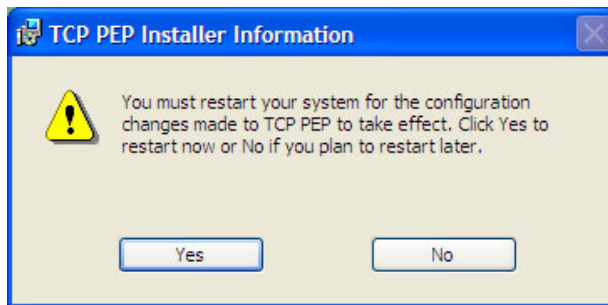 TCP PEP Installer Information
You must restart your system for the configuration
changes made to TCP PEP to take effect. Click Yes to
restart now or No if you plan to restart later.
Yes
No